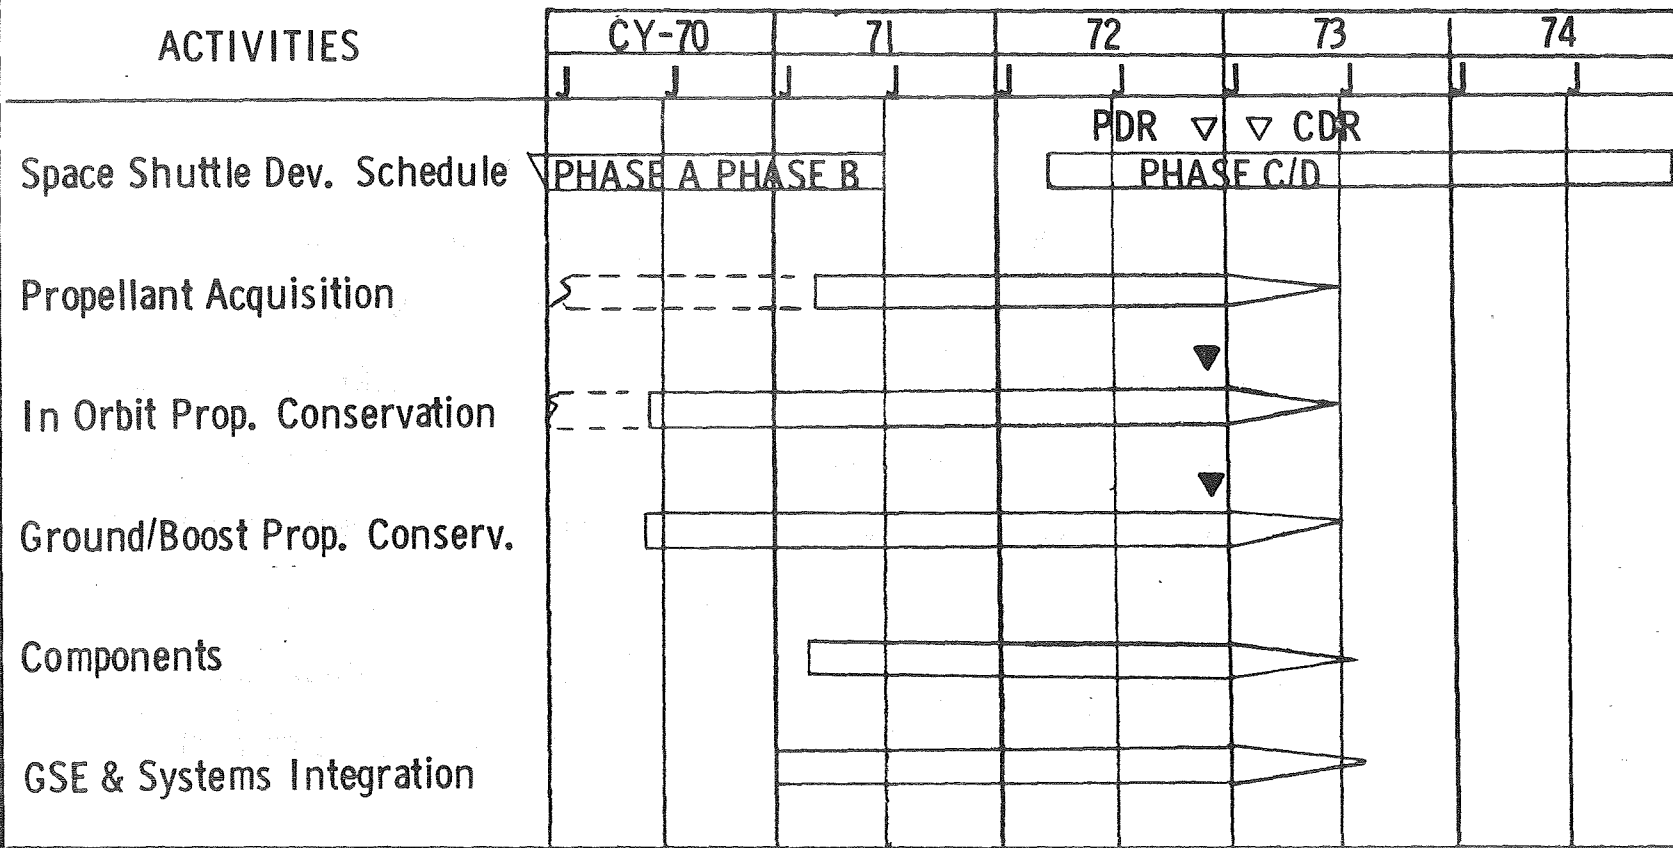 ACTIVITIES
CY-70 71 72 73 74
J J J J J J J J J J
PDR CDR
Space Shuttle Dev. Schedule PHASE A PHASE B PHASE C/D
Propellant Acquisition
In Orbit Prop. Conservation
Ground/Boost Prop. Conserv.
Components
GSE & Systems Integration